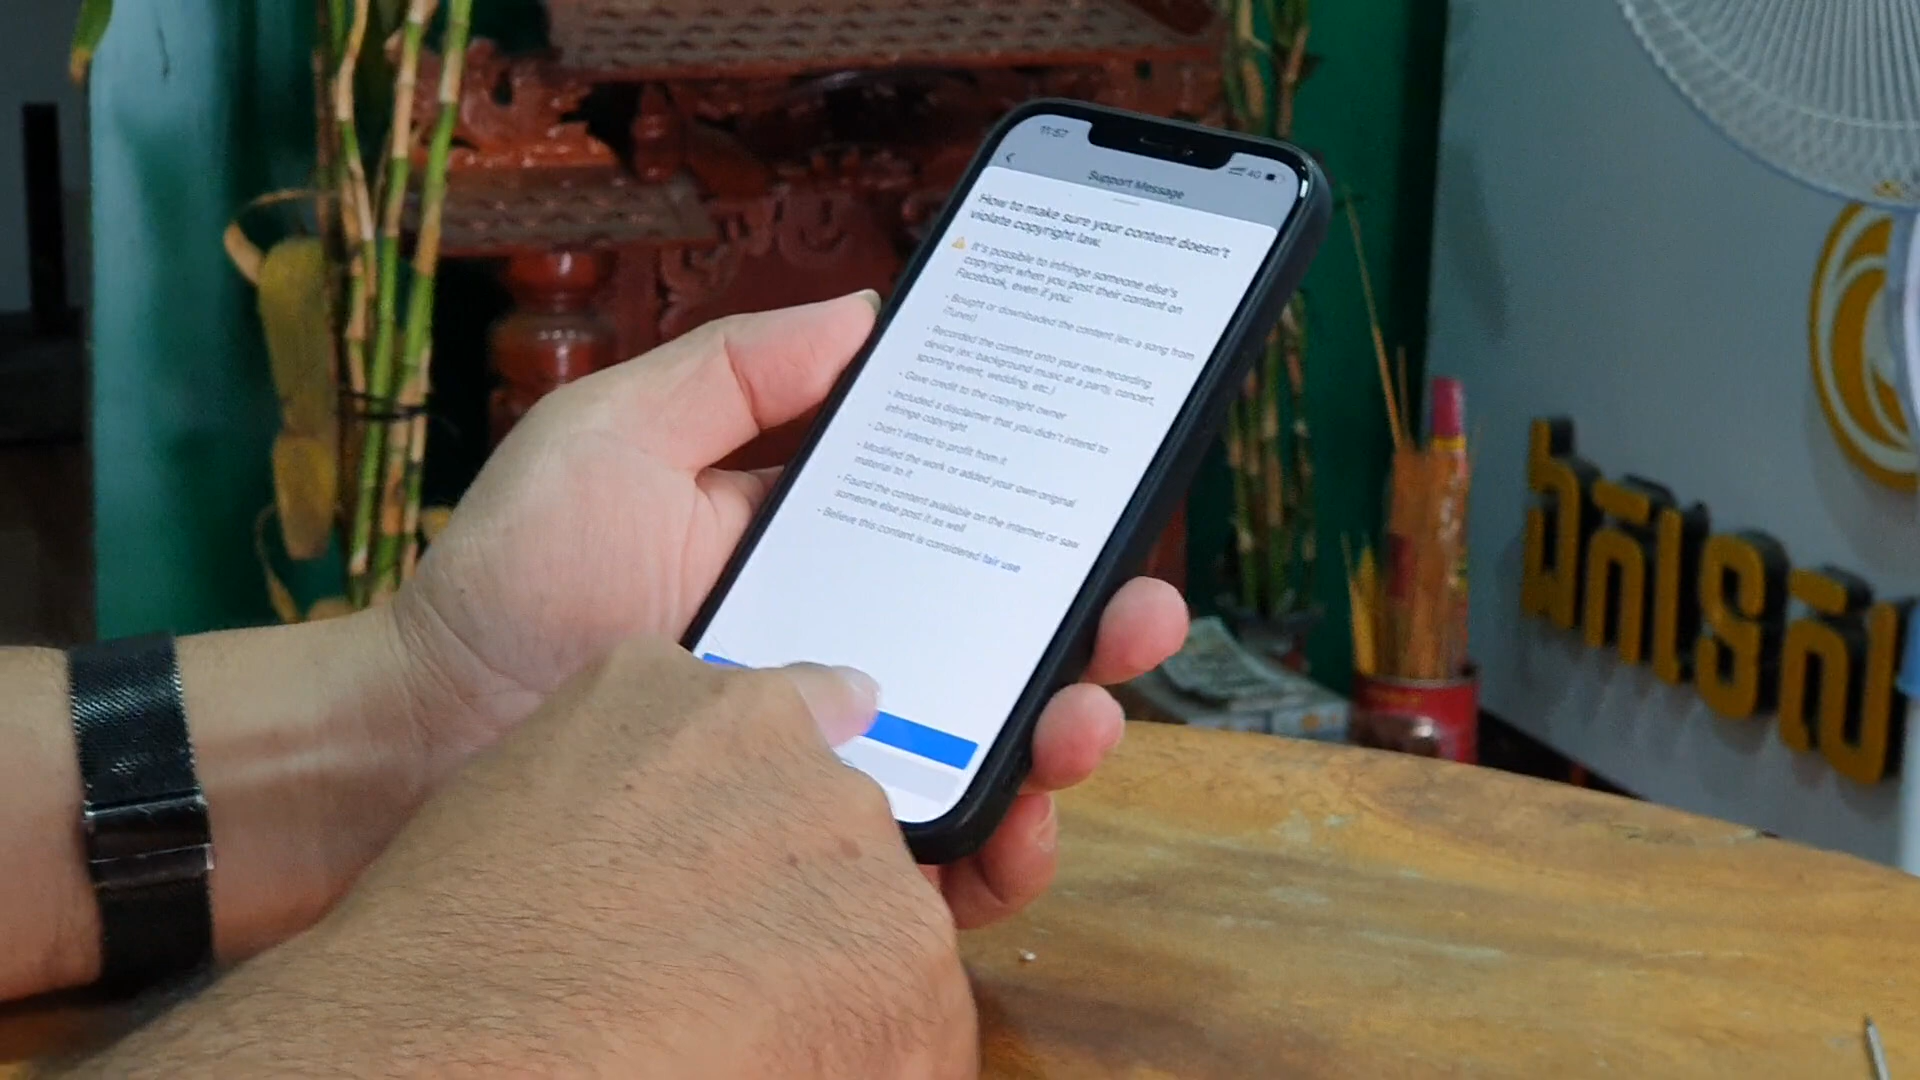 11:57
4G
Support Message
How to make sure your content doesn't
violate copyright law.
It's possible to infringe someone else's
copyright when you post their content on
Facebook, even if you:
• Bought or downloaded the content (ex: a song from
iTunes)
• Recorded the content onto your own recording
device (ex: background music at a party, concert,
sporting event, wedding, etc.)
• Gave credit to the copyright owner
• Included a disclaimer that you didn't intend to
infringe copyright
• Didn't intend to profit from it
• Modified the work or added your own original
material to it
• Found the content available on the internet or saw
someone else post it as well
• Believe this content is considered fair use